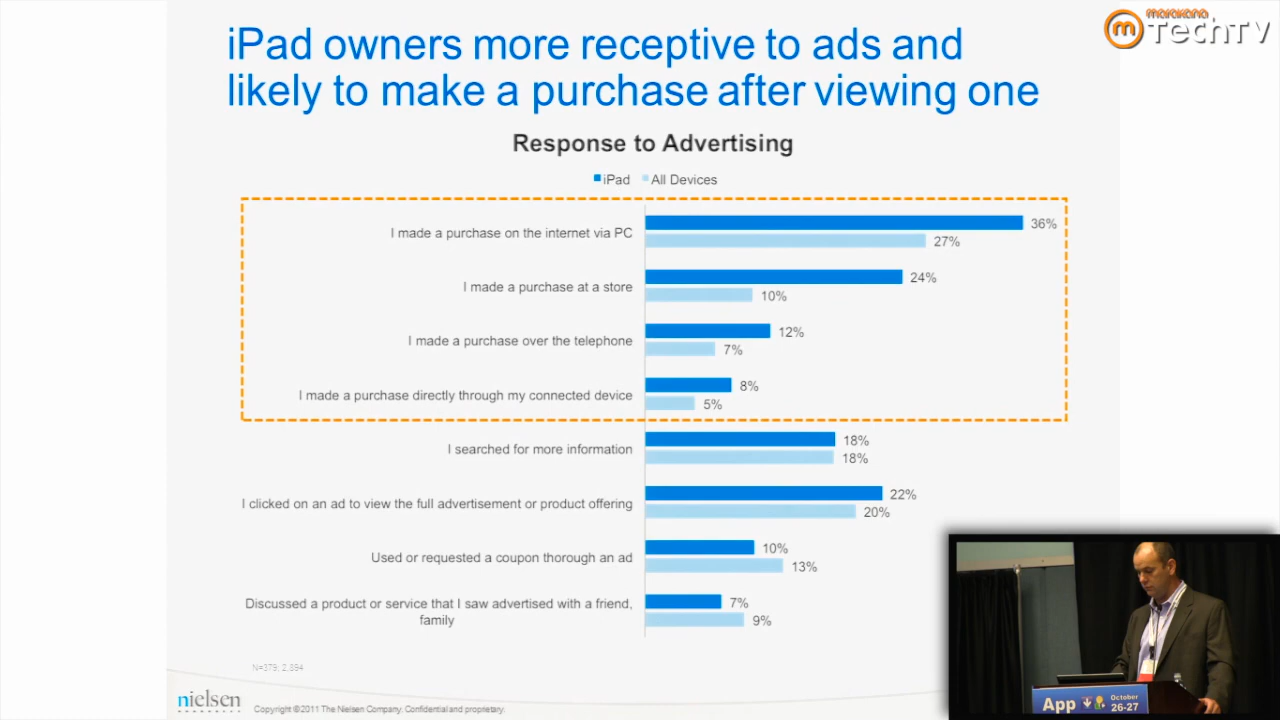 marakana
TechTV
iPad owners more receptive to ads and
likely to make a purchase after viewing one
Response to Advertising
iPad All Devices
I made a purchase on the internet via PC
36%
27%
I made a purchase at a store
24%
10%
I made a purchase over the telephone
12%
7%
I made a purchase directly through my connected device
8%
5%
I searched for more information
18%
18%
I clicked on an ad to view the full advertisement or product offering
22%
20%
Used or requested a coupon thorough an ad
10%
13%
Discussed a product or service that I saw advertised with a friend,
family
7%
9%
N=379; 2,894
nielsen
Copyright ©2011 The Nielsen Company. Confidential and proprietary.
App
October
26-27